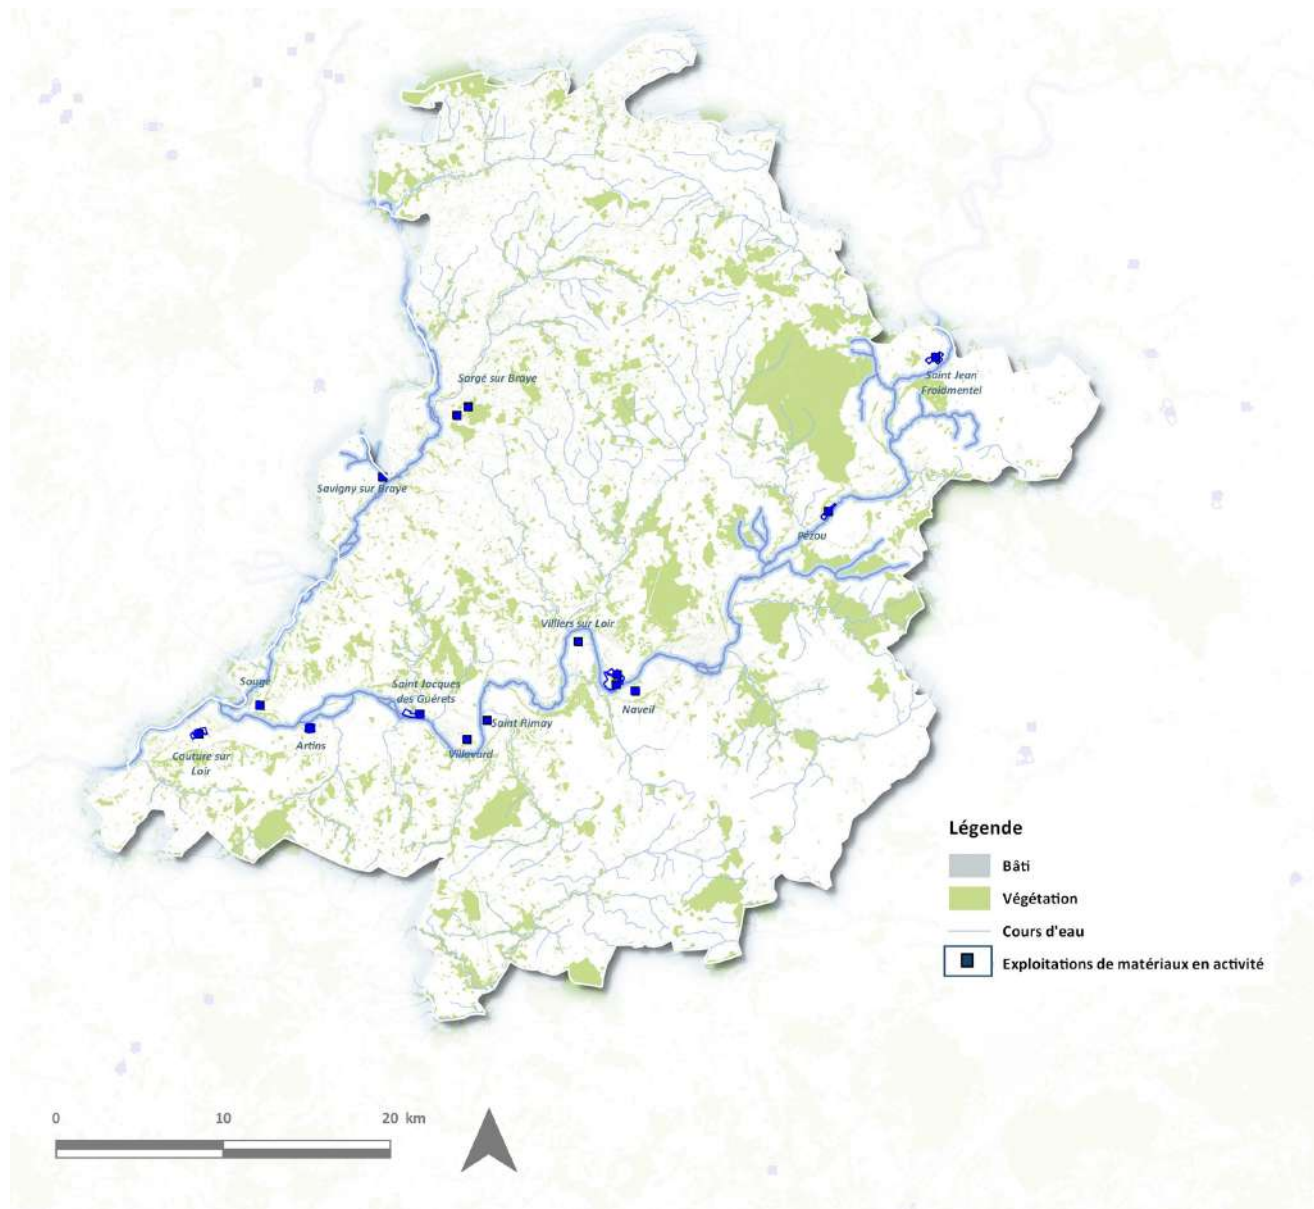 Sargé sur Braye
Saint Jean
Froidmentel
Savigny sur Braye
Pézou
Villiers sur Loir
Sougé
Saint Jacques
des Guérets
Naveil
Saint Rimay
Artins
Villavard
Couture sur
Loir
Légende
Bâti
Végétation
Cours d'eau
Exploitations de matériaux en activité
0 10 20 km